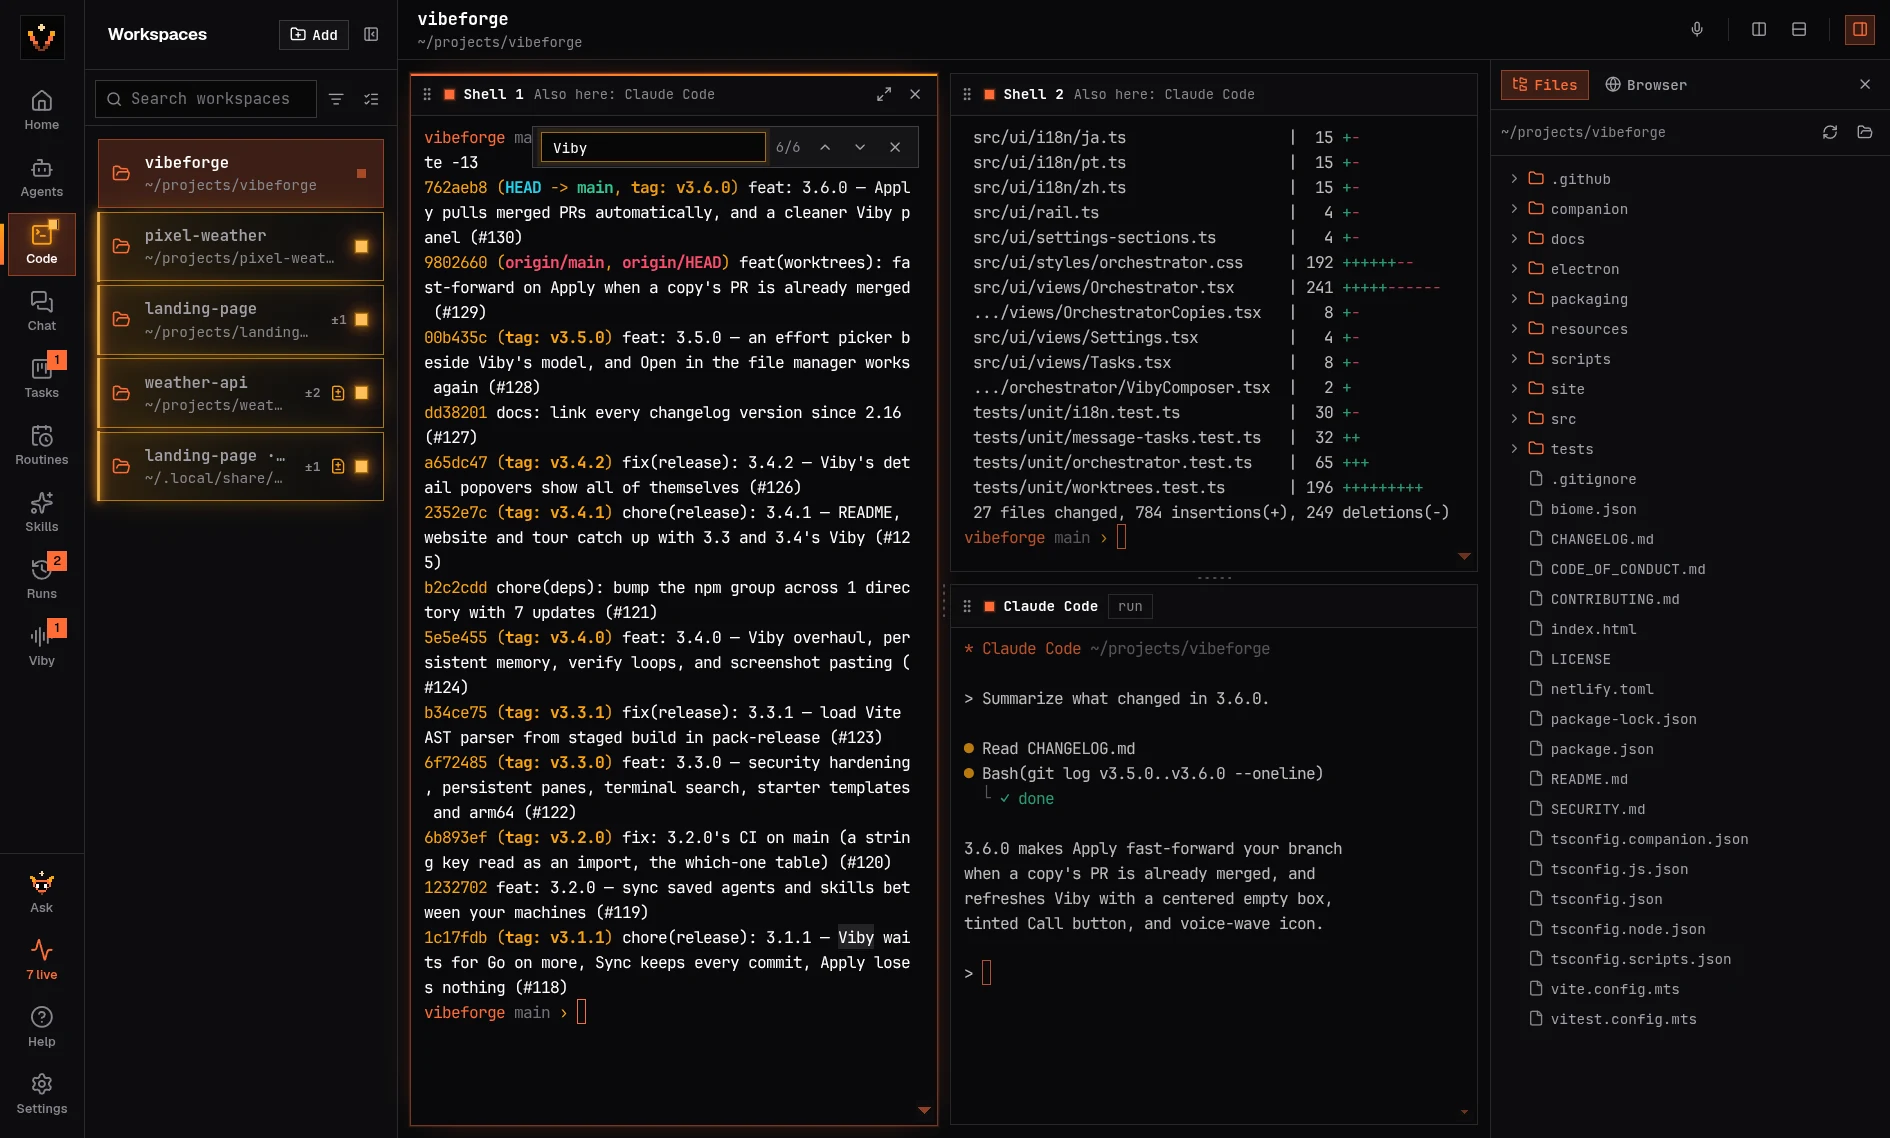 Home
Agents
Code
Chat
1
Tasks
Routines
Skills
2
Runs
1
Viby
Ask
7 live
Help
Settings
Workspaces
Add
Search workspaces
vibeforge
~/projects/vibeforge
pixel-weather
~/projects/pixel-weat…
landing-page
~/projects/landing…
±1
weather-api
~/projects/weat…
±2
landing-page ·…
~/.local/share/…
±1
vibeforge
~/projects/vibeforge
Shell 1 Also here: Claude Code
Viby
6/6
vibeforge ma
te -13
762aeb8 (HEAD -> main, tag: v3.6.0) feat: 3.6.0 — Appl
y pulls merged PRs automatically, and a cleaner Viby p
anel (#130)
9802660 (origin/main, origin/HEAD) feat(worktrees): fa
st-forward on Apply when a copy's PR is already merged
(#129)
00b435c (tag: v3.5.0) feat: 3.5.0 — an effort picker b
eside Viby's model, and Open in the file manager works
again (#128)
dd38201 docs: link every changelog version since 2.16
(#127)
a65dc47 (tag: v3.4.2) fix(release): 3.4.2 — Viby's det
ail popovers show all of themselves (#126)
2352e7c (tag: v3.4.1) chore(release): 3.4.1 — README,
website and tour catch up with 3.3 and 3.4's Viby (#12
5)
b2c2cdd chore(deps): bump the npm group across 1 direc
tory with 7 updates (#121)
5e5e455 (tag: v3.4.0) feat: 3.4.0 — Viby overhaul, per
sistent memory, verify loops, and screenshot pasting (
#124)
b34ce75 (tag: v3.3.1) fix(release): 3.3.1 — load Vite
AST parser from staged build in pack-release (#123)
6f72485 (tag: v3.3.0) feat: 3.3.0 — security hardening
, persistent panes, terminal search, starter templates
and arm64 (#122)
6b893ef (tag: v3.2.0) fix: 3.2.0's CI on main (a strin
g key read as an import, the which-one table) (#120)
1232702 feat: 3.2.0 — sync saved agents and skills bet
ween your machines (#119)
1c17fdb (tag: v3.1.1) chore(release): 3.1.1 — Viby wai
ts for Go on more, Sync keeps every commit, Apply lose
s nothing (#118)
vibeforge main ›
Shell 2 Also here: Claude Code
src/ui/i18n/ja.ts | 15 +-
src/ui/i18n/pt.ts | 15 +-
src/ui/i18n/zh.ts | 15 +-
src/ui/rail.ts | 4 +-
src/ui/settings-sections.ts | 4 +-
src/ui/styles/orchestrator.css | 192 ++++++--
src/ui/views/Orchestrator.tsx | 241 +++++------
.../views/OrchestratorCopies.tsx | 8 +-
src/ui/views/Settings.tsx | 4 +-
src/ui/views/Tasks.tsx | 8 +-
.../orchestrator/VibyComposer.tsx | 2 +
tests/unit/i18n.test.ts | 30 +-
tests/unit/message-tasks.test.ts | 32 ++
tests/unit/orchestrator.test.ts | 65 +++
tests/unit/worktrees.test.ts | 196 +++++++++
27 files changed, 784 insertions(+), 249 deletions(-)
vibeforge main ›
Claude Code run
* Claude Code ~/projects/vibeforge
> Summarize what changed in 3.6.0.
● Read CHANGELOG.md
● Bash(git log v3.5.0..v3.6.0 --oneline)
└ ✓ done
3.6.0 makes Apply fast-forward your branch
when a copy's PR is already merged, and
refreshes Viby with a centered empty box,
tinted Call button, and voice-wave icon.
>
Files
Browser
~/projects/vibeforge
.github
companion
docs
electron
packaging
resources
scripts
site
src
tests
.gitignore
biome.json
CHANGELOG.md
CODE_OF_CONDUCT.md
CONTRIBUTING.md
index.html
LICENSE
netlify.toml
package-lock.json
package.json
README.md
SECURITY.md
tsconfig.companion.json
tsconfig.js.json
tsconfig.json
tsconfig.node.json
tsconfig.scripts.json
vite.config.mts
vitest.config.mts